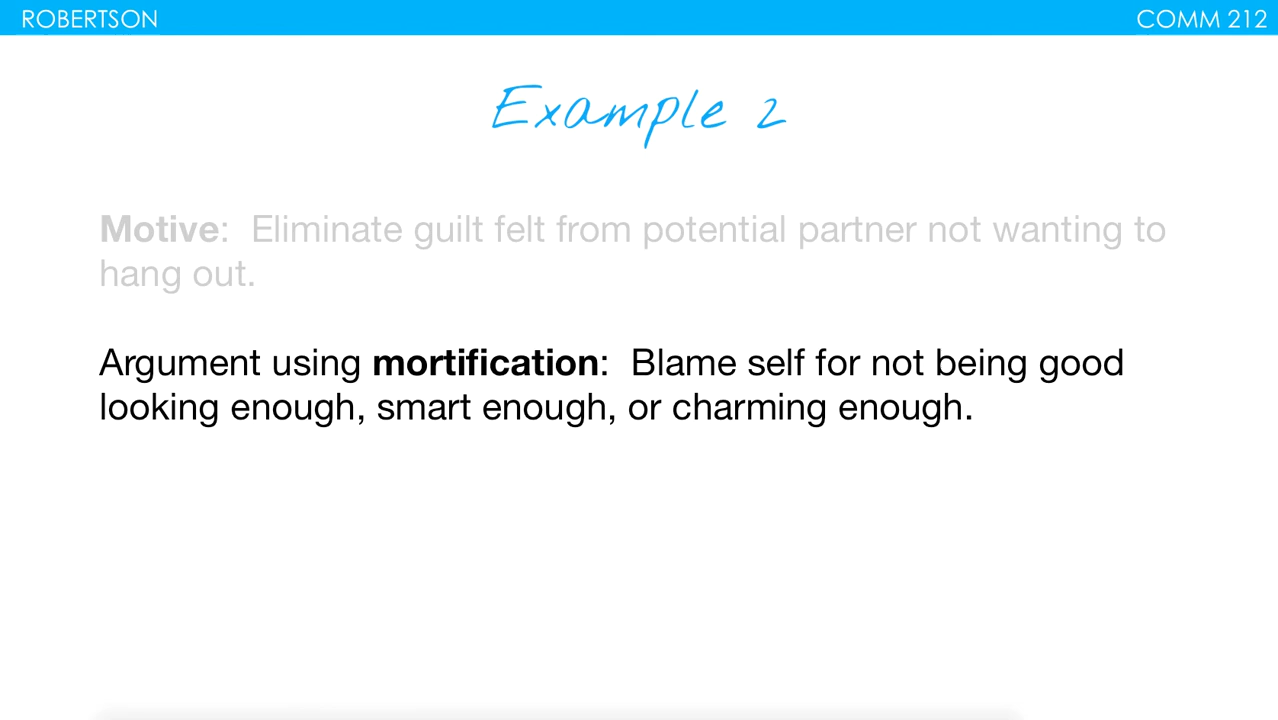 ROBERTSON
COMM 212
Example 2
Motive:  Eliminate guilt felt from potential partner not wanting to
hang out.
Argument using mortification:  Blame self for not being good
looking enough, smart enough, or charming enough.